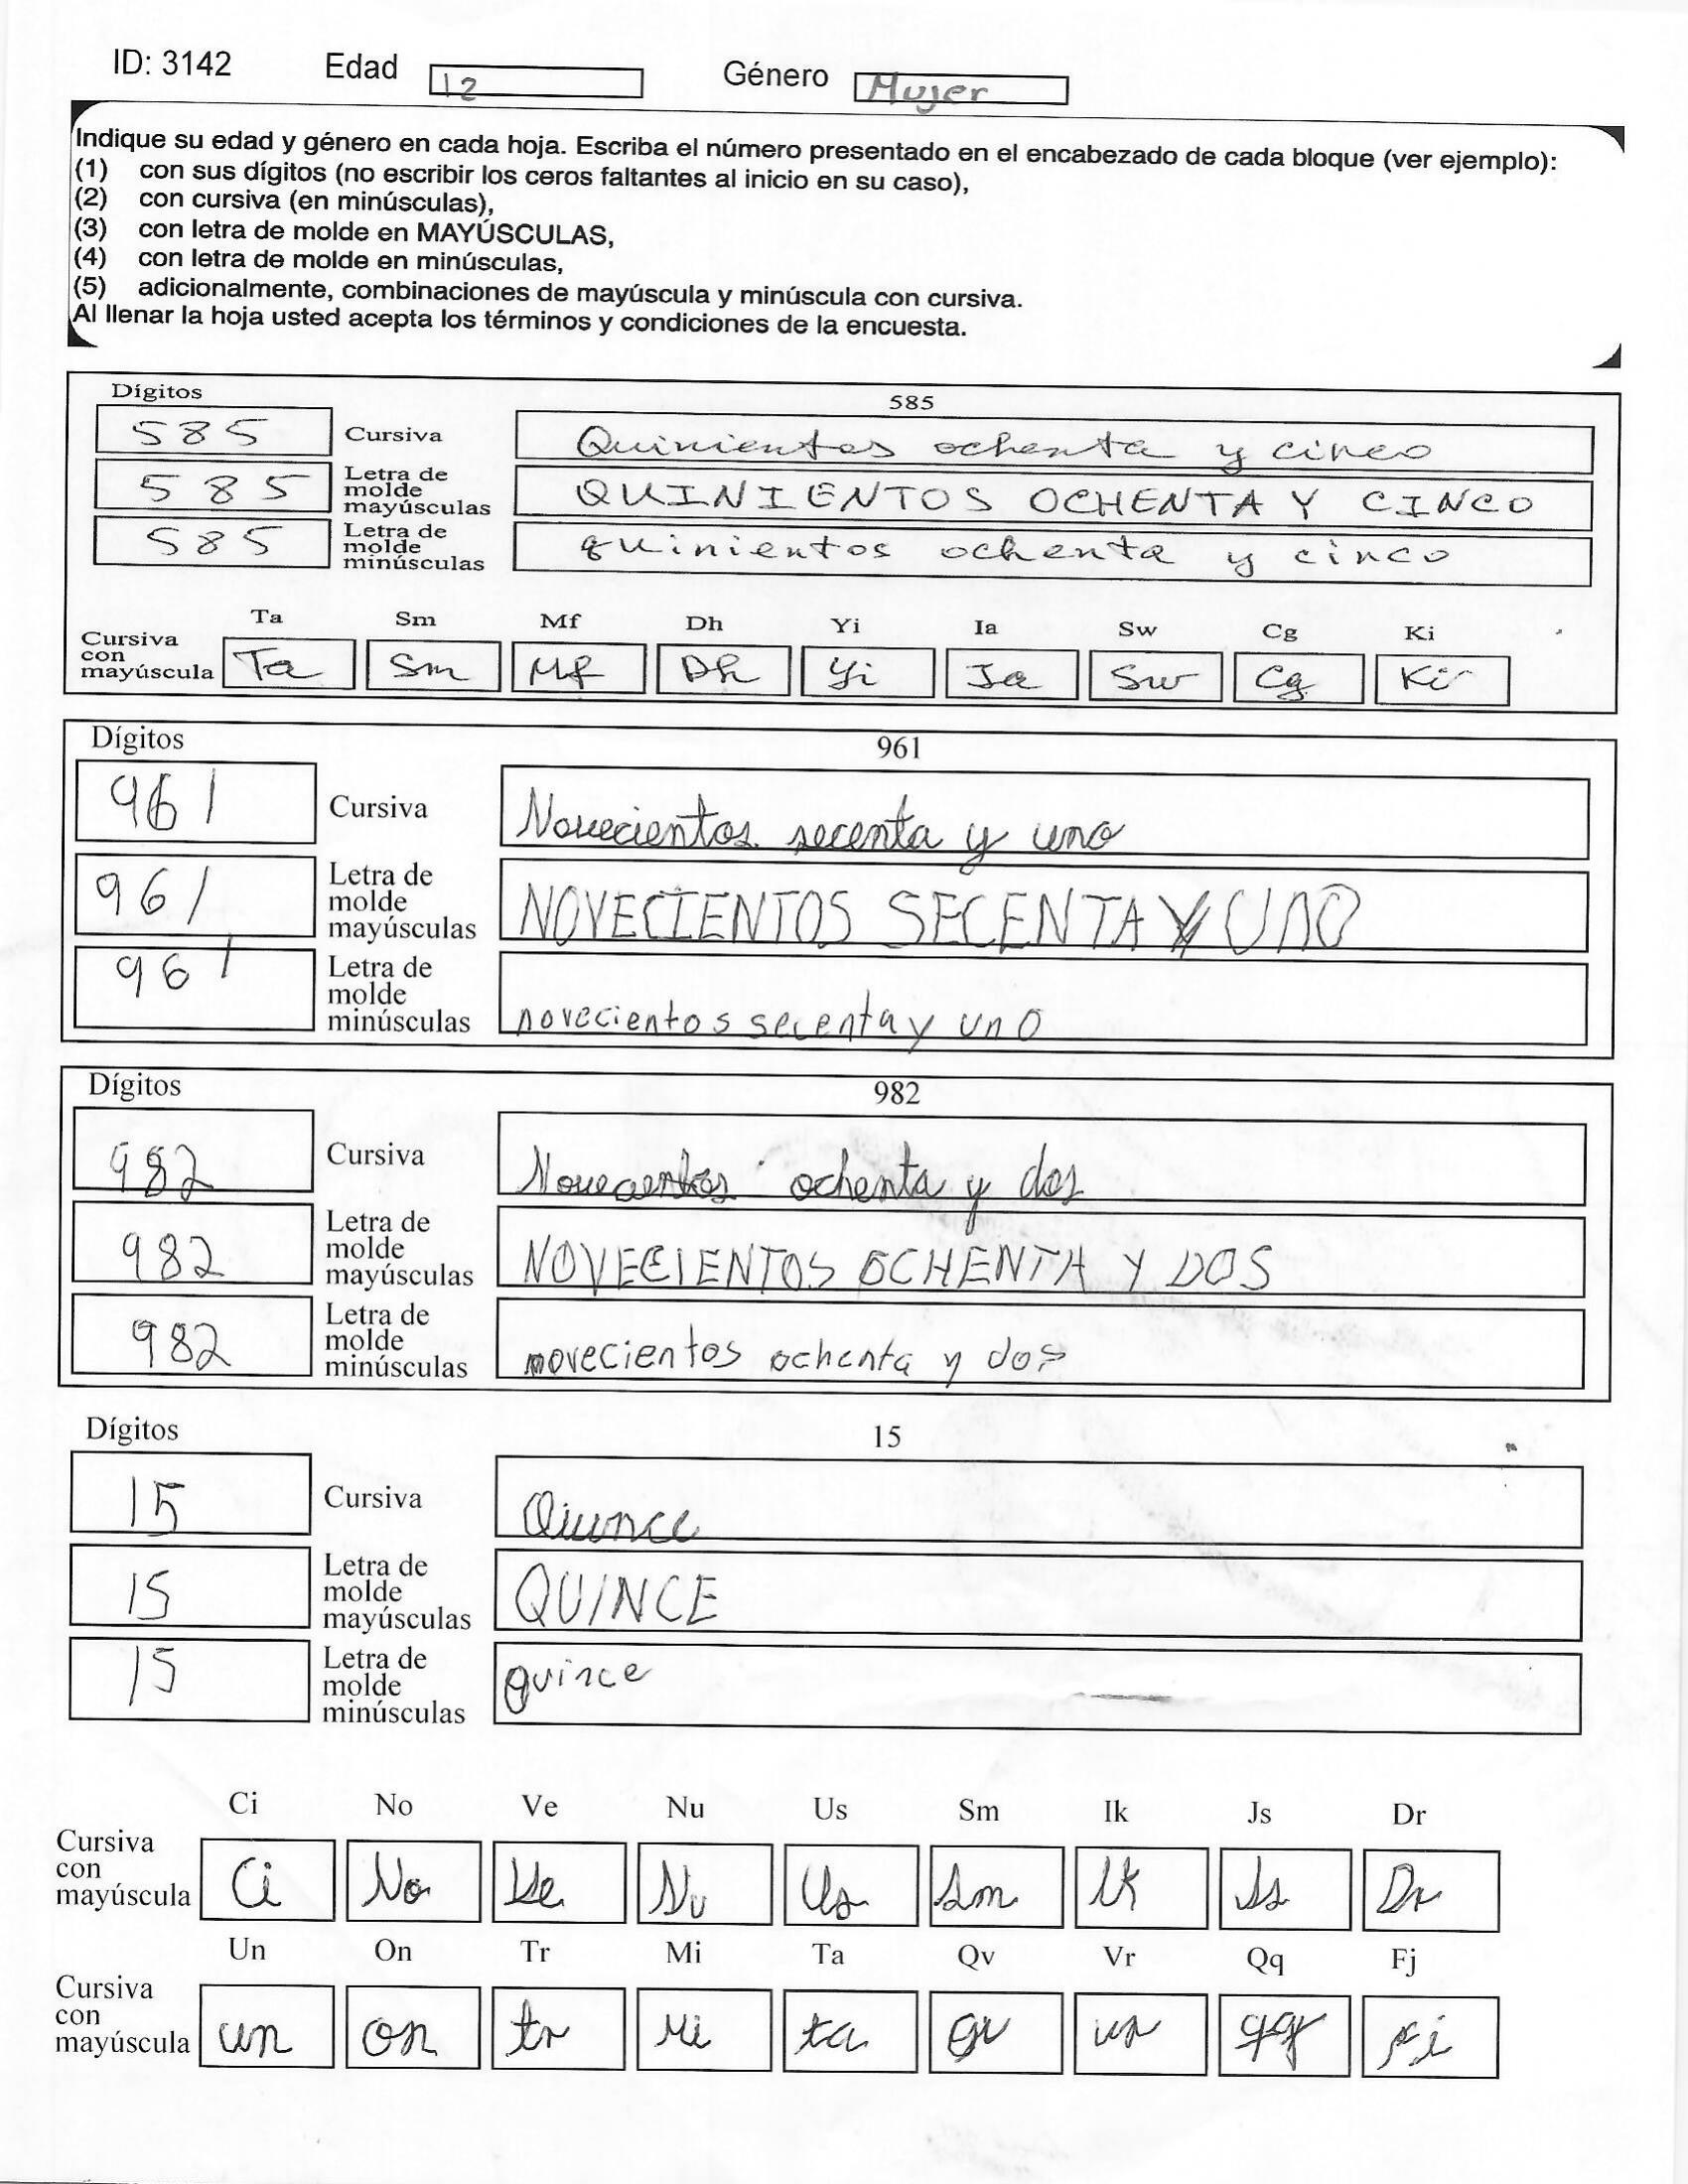 ID: 3142 Edad 12 Género Mujer
Indique su edad y género en cada hoja. Escriba el número presentado en el encabezado de cada bloque (ver ejemplo):
(1) con sus dígitos (no escribir los ceros faltantes al inicio en su caso),
(2) con cursiva (en minúsculas),
(3) con letra de molde en MAYÚSCULAS,
(4) con letra de molde en minúsculas,
(5) adicionalmente, combinaciones de mayúscula y minúscula con cursiva.
Al llenar la hoja usted acepta los términos y condiciones de la encuesta.
Dígitos 585
585 Cursiva Quinientos ochenta y cinco
585 Letra de molde mayúsculas QUINIENTOS OCHENTA Y CINCO
585 Letra de molde minúsculas quinientos ochenta y cinco
Ta Sm Mf Dh Yi Ia Sw Cg Ki
Cursiva con mayúscula Ta Sm Mf Dh Yi Ia Sw Cg Ki
Dígitos 961
961 Cursiva Novecientos secenta y uno
961 Letra de molde mayúsculas NOVECIENTOS SECENTA Y UNO
961 Letra de molde minúsculas novecientos secenta y uno
Dígitos 982
982 Cursiva ochenta y dos
982 Letra de molde mayúsculas NOVECIENTOS OCHENTA Y DOS
982 Letra de molde minúsculas novecientos ochenta y dos
Dígitos 15
15 Cursiva Qiunce
15 Letra de molde mayúsculas QUINCE
15 Letra de molde minúsculas quince
Ci No Ve Nu Us Sm Ik Js Dr
Cursiva con mayúscula Ci No Ve Nu Us Sm Ik Js Dr
Un On Tr Mi Ta Qv Vr Qq Fj
Cursiva con mayúscula un on tr Mi ta qv vr qq fj